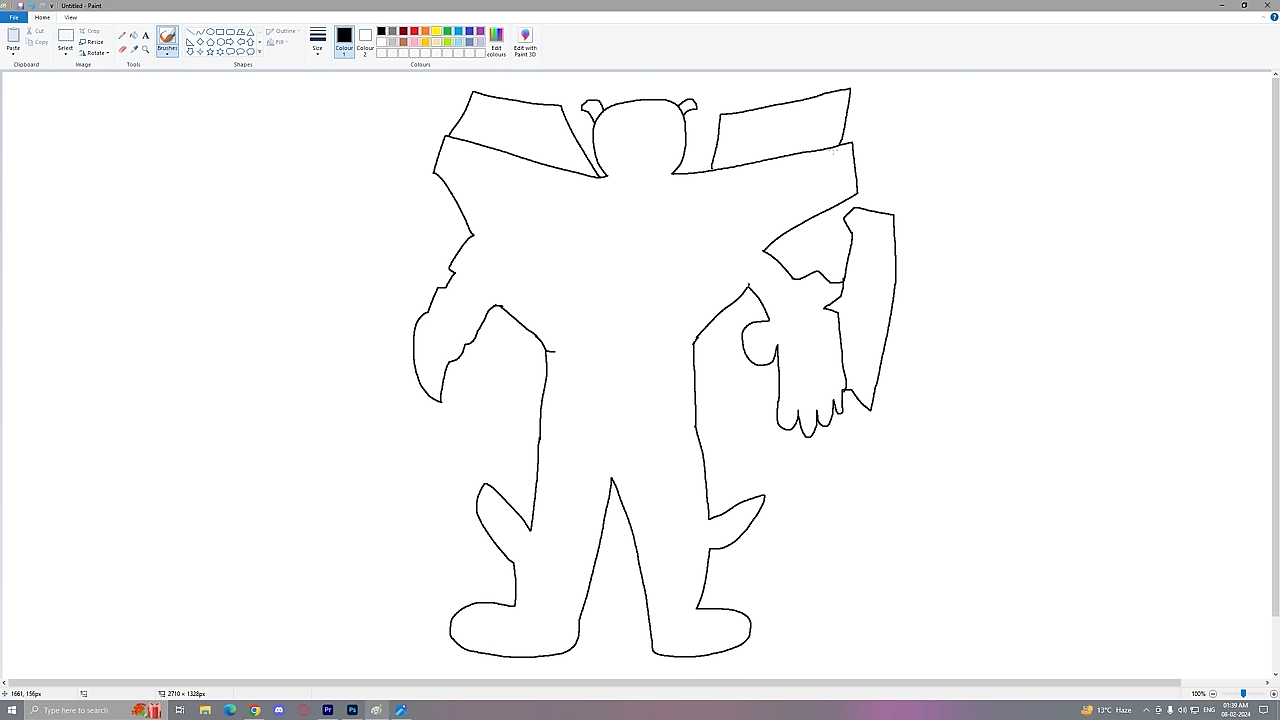 Untitled - Paint
File
Home
View
Paste
Cut
Copy
Clipboard
Select
Crop
Resize
Rotate
Image
Tools
Brushes
Outline
Fill
Shapes
Size
Colour 1
Colour 2
Edit colours
Edit with Paint 3D
Colours
1661, 156px
2710 × 1328px
100%
Type here to search
Pr
Ps
13°C Haze
ENG
01:39 AM
08-02-2024